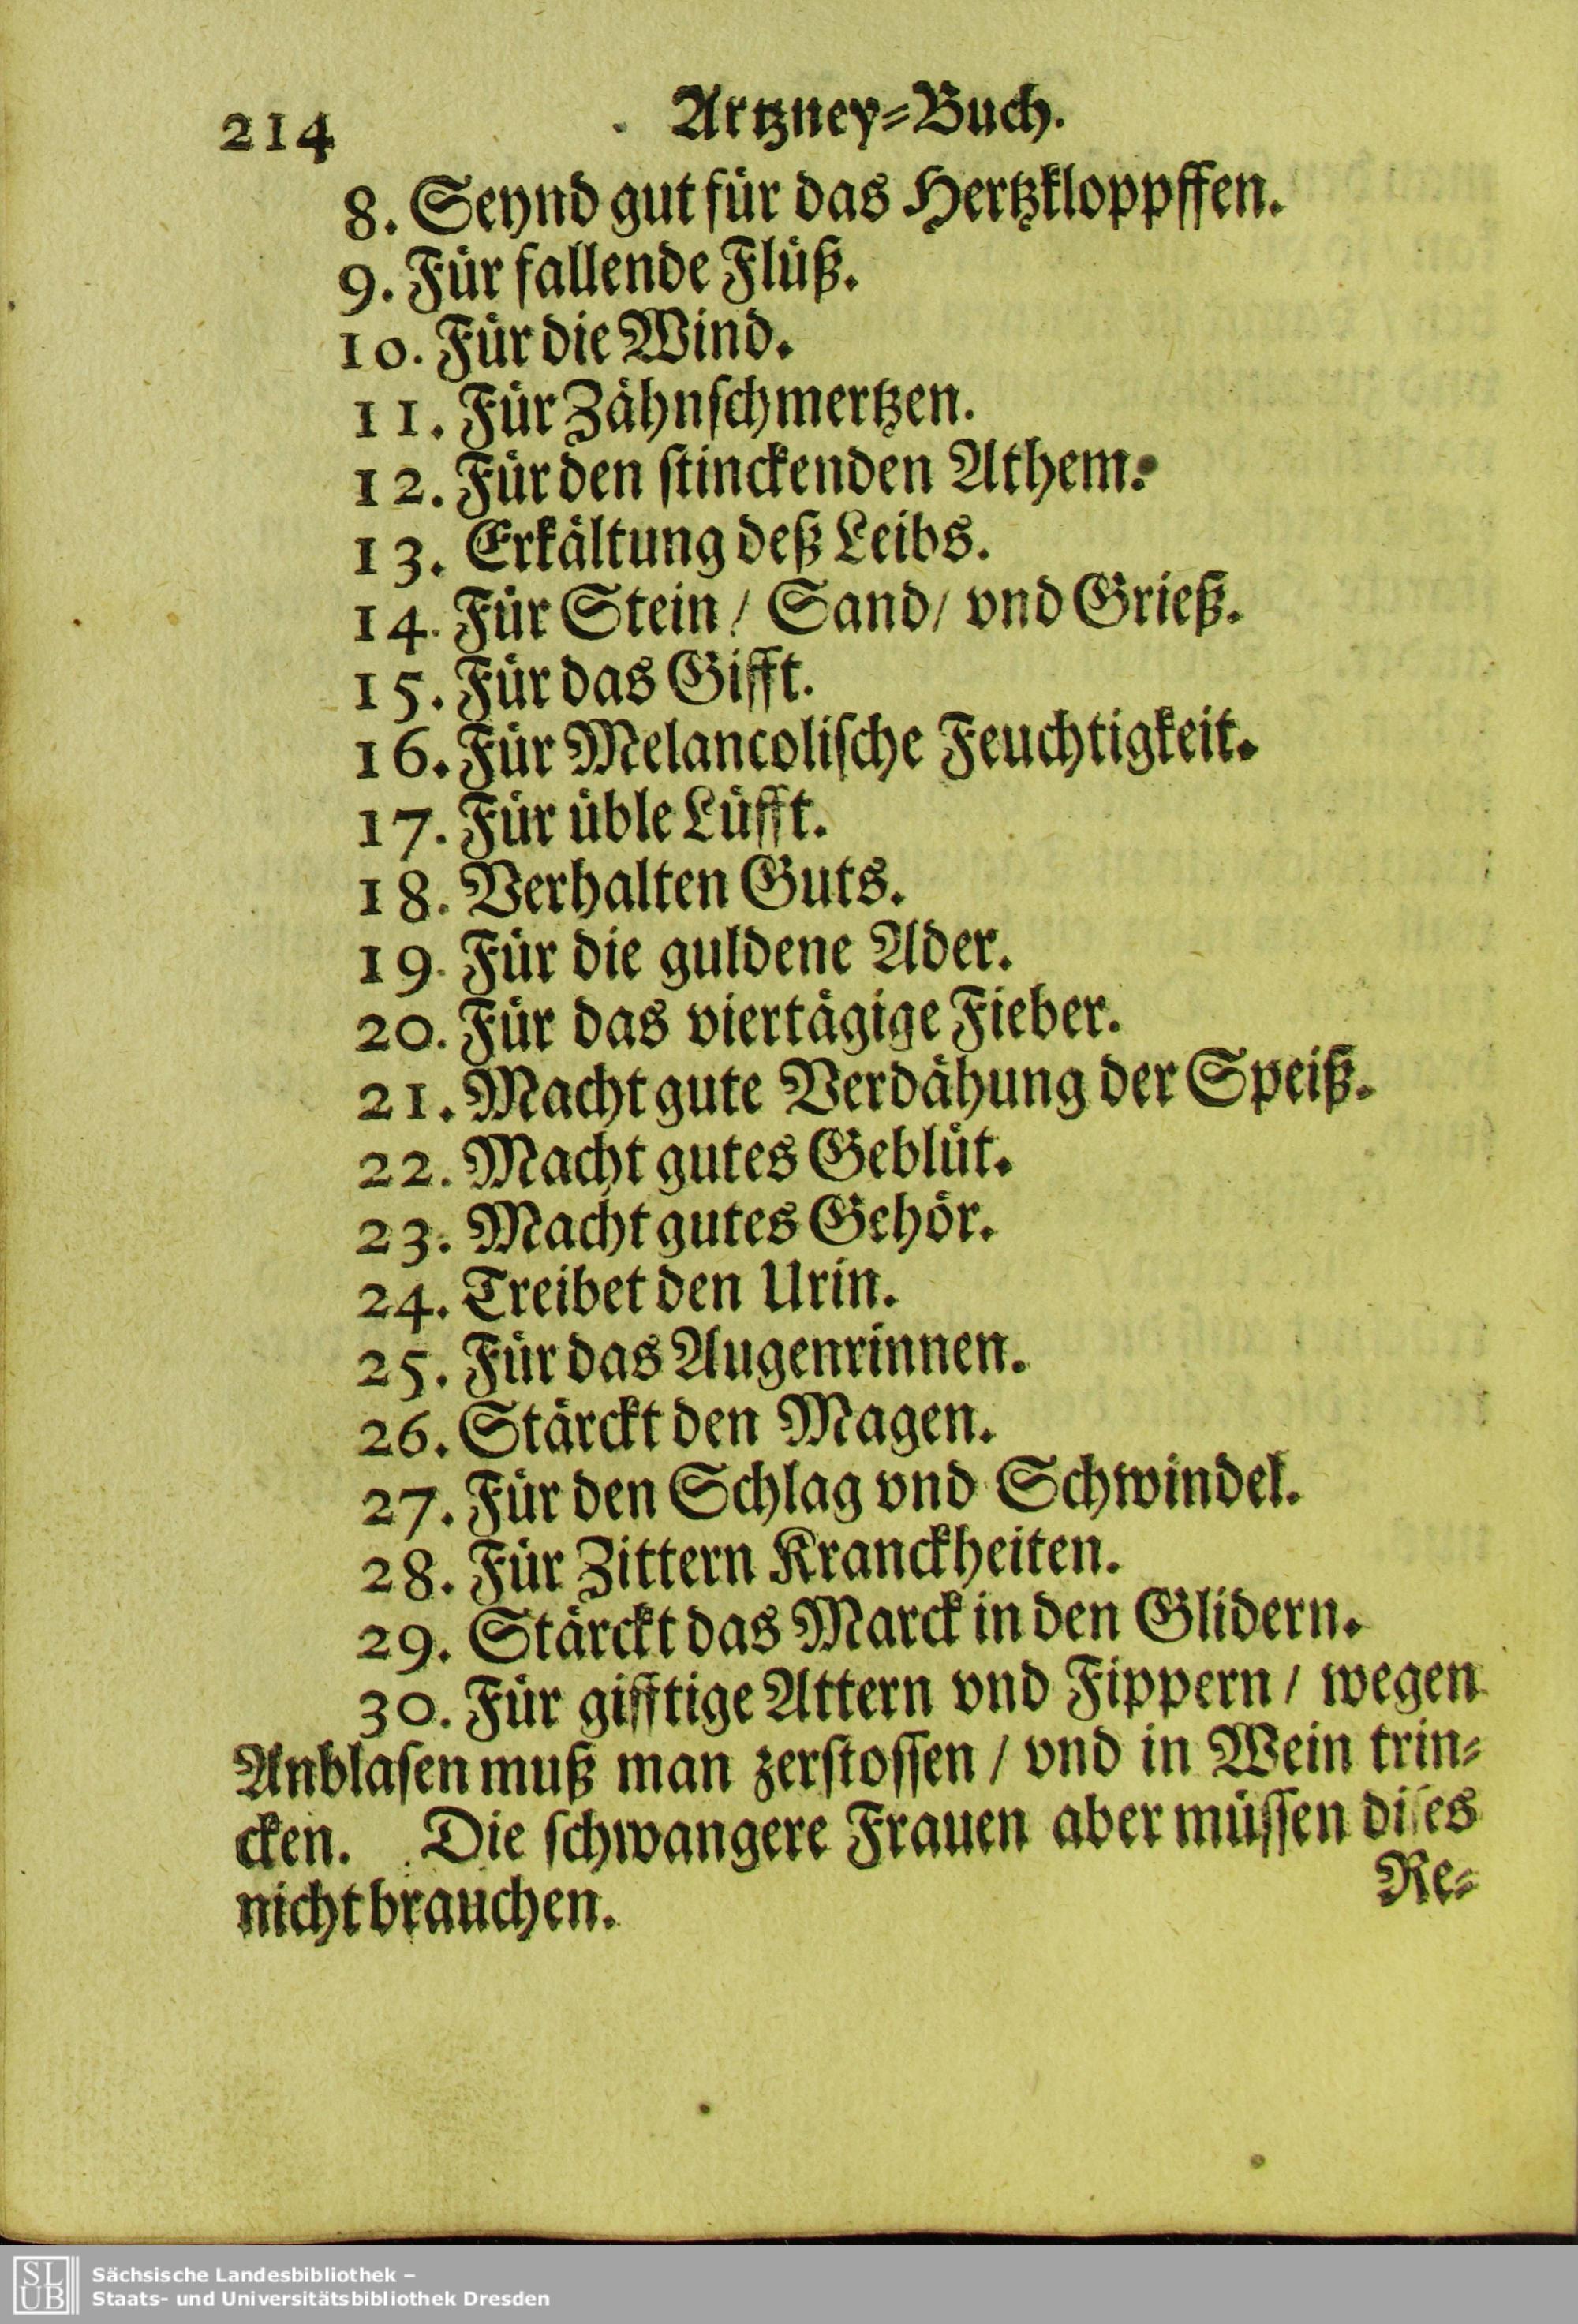 214 Artzney⸗Buch.
8. Seynd gut für das Hertzkloppffen.
9. Für fallende Flüß.
10. Für die Wind.
11. Für Zähnschmertzen.
12. Für den stinckenden Athem.
13. Erkältung deß Leibs.
14. Für Stein / Sand / vnd Grieß.
15. Für das Gifft.
16. Für Melancolische Feuchtigkeit.
17. Für üble Lüfft.
18. Verhalten Guts.
19. Für die guldene Ader.
20. Für das viertägige Fieber.
21. Macht gute Verdähung der Speiß.
22. Macht gutes Geblüt.
23. Macht gutes Gehör.
24. Treibet den Urin.
25. Für das Augenrinnen.
26. Stärckt den Magen.
27. Für den Schlag vnd Schwindel.
28. Für Zittern Kranckheiten.
29. Stärckt das Marck in den Glidern.
30. Für gifftige Attern vnd Fippern / wegen
Anblasen muß man zerstossen / vnd in Wein trin⸗
cken. Die schwangere Frauen aber müssen dises
nicht brauchen.
Re⸗
SLUB
Sächsische Landesbibliothek –
Staats- und Universitätsbibliothek Dresden